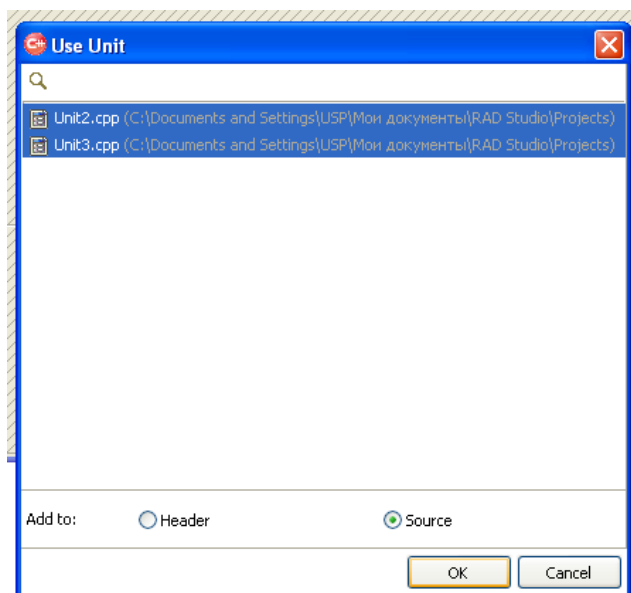 Use Unit
Unit2.cpp (C:\Documents and Settings\USP\Мои документы\RAD Studio\Projects)
Unit3.cpp (C:\Documents and Settings\USP\Мои документы\RAD Studio\Projects)
Add to: Header Source
OK Cancel